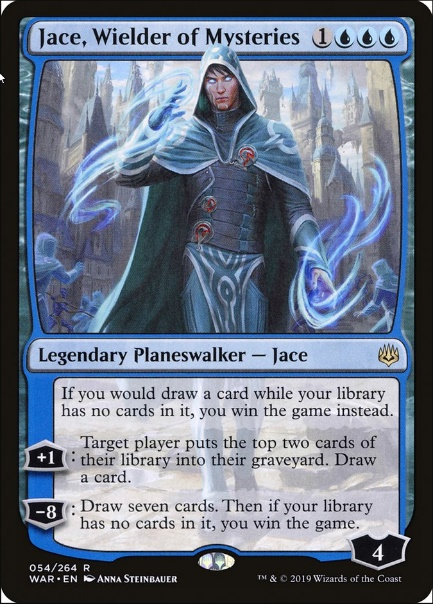 Jace, Wielder of Mysteries 1
Legendary Planeswalker — Jace
If you would draw a card while your library
has no cards in it, you win the game instead.
+1: Target player puts the top two cards of
their library into their graveyard. Draw
a card.
−8: Draw seven cards. Then if your library
has no cards in it, you win the game.
4
054/264 R
WAR • EN Anna Steinbauer
™ & © 2019 Wizards of the Coast